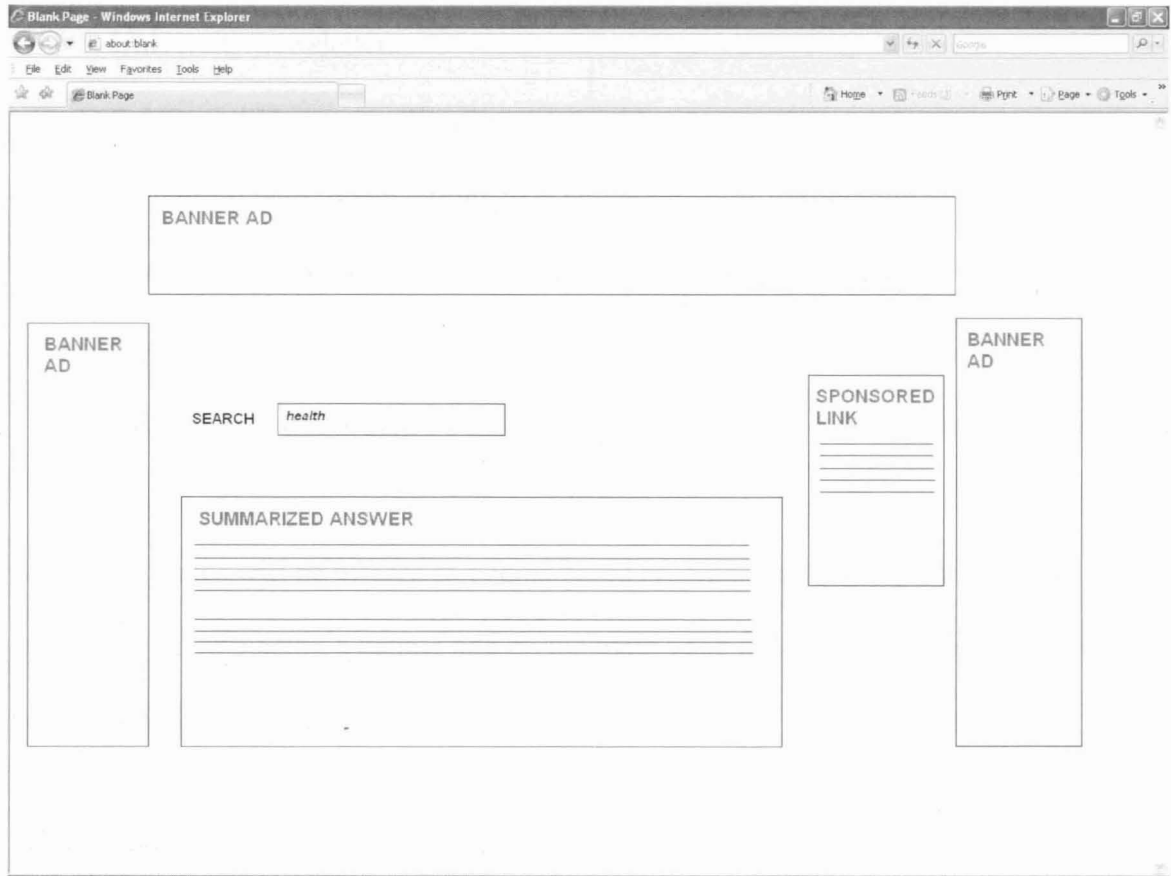 Blank Page - Windows Internet Explorer
about:blank
Google
File Edit View Favorites Tools Help
Blank Page
Home Print Page Tools
BANNER AD
BANNER
AD
BANNER
AD
SPONSORED
LINK
SEARCH health
SUMMARIZED ANSWER